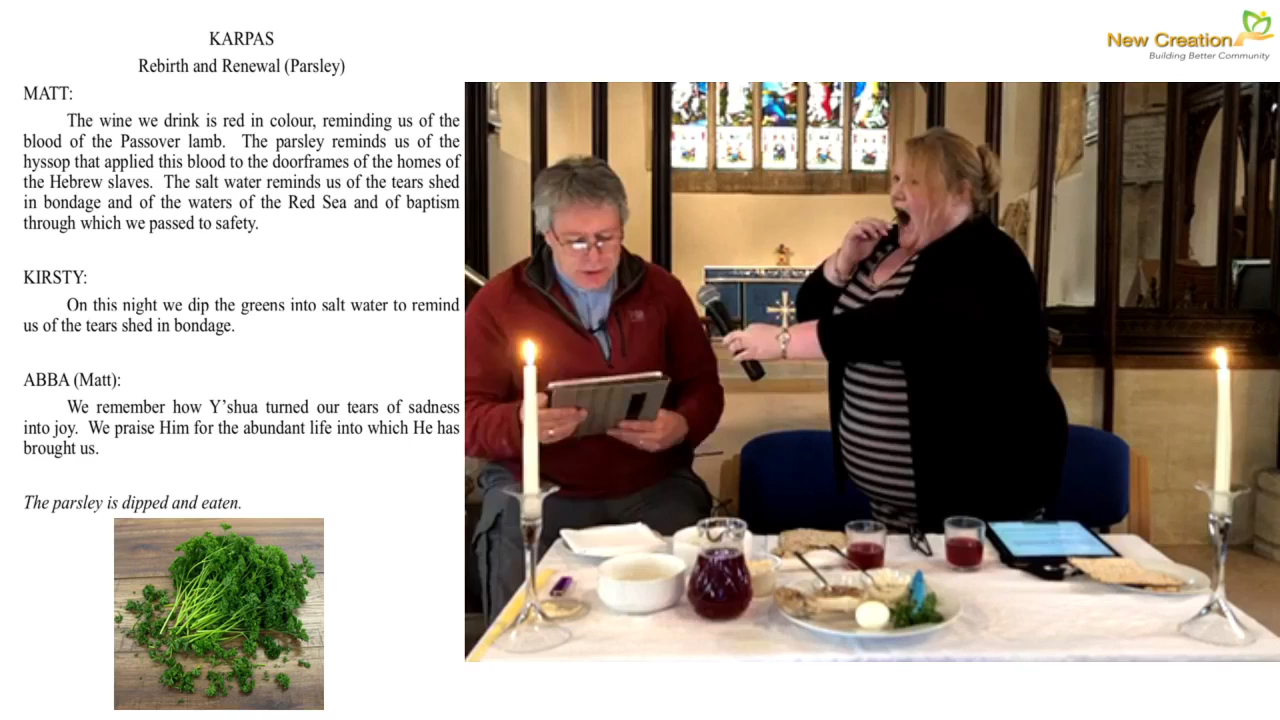 KARPAS
Rebirth and Renewal (Parsley)
MATT:
The wine we drink is red in colour, reminding us of the
blood of the Passover lamb. The parsley reminds us of the
hyssop that applied this blood to the doorframes of the homes of
the Hebrew slaves. The salt water reminds us of the tears shed
in bondage and of the waters of the Red Sea and of baptism
through which we passed to safety.
KIRSTY:
On this night we dip the greens into salt water to remind
us of the tears shed in bondage.
ABBA (Matt):
We remember how Y’shua turned our tears of sadness
into joy. We praise Him for the abundant life into which He has
brought us.
The parsley is dipped and eaten.
New Creation
Building Better Community